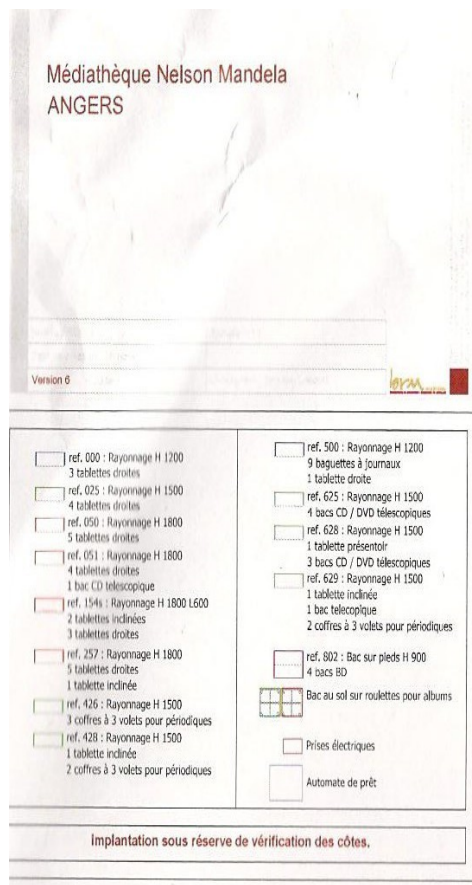 Médiathèque Nelson Mandela
ANGERS
Version 6
ref. 000 : Rayonnage H 1200
3 tablettes droites
ref. 025 : Rayonnage H 1500
4 tablettes droites
ref. 050 : Rayonnage H 1800
5 tablettes droites
ref. 051 : Rayonnage H 1800
4 tablettes droites
1 bac CD telescopique
ref. 154s : Rayonnage H 1800 L600
2 tablettes inclinées
3 tablettes droites
ref. 257 : Rayonnage H 1800
5 tablettes droites
1 tablette inclinée
ref. 426 : Rayonnage H 1500
3 coffres à 3 volets pour périodiques
ref. 428 : Rayonnage H 1500
1 tablette inclinée
2 coffres à 3 volets pour périodiques
ref. 500 : Rayonnage H 1200
9 baguettes à journaux
1 tablette droite
ref. 625 : Rayonnage H 1500
4 bacs CD / DVD télescopiques
ref. 628 : Rayonnage H 1500
1 tablette présentoir
3 bacs CD / DVD télescopiques
ref. 629 : Rayonnage H 1500
1 tablette inclinée
1 bac telecopique
2 coffres à 3 volets pour périodiques
ref. 802 : Bac sur pieds H 900
4 bacs BD
Bac au sol sur roulettes pour albums
Prises électriques
Automate de prêt
Implantation sous réserve de vérification des côtes.